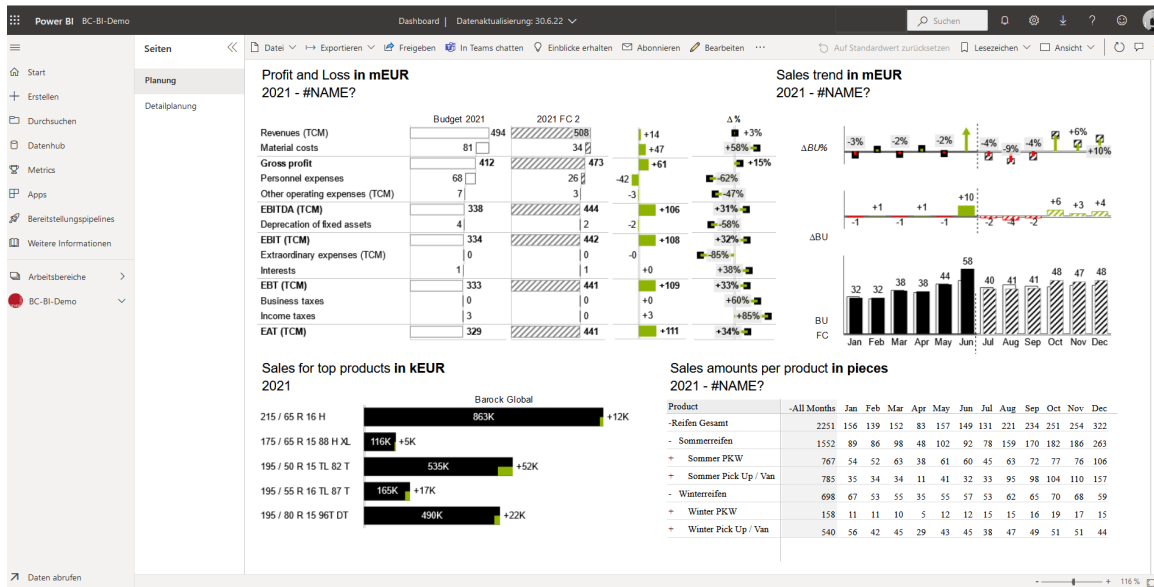 Power BI BC-BI-Demo Dashboard | Datenaktualisierung: 30.6.22 Suchen
Seiten
Datei Exportieren Freigeben In Teams chatten Einblicke erhalten Abonnieren Bearbeiten ... Auf Standardwert zurücksetzen Lesezeichen Ansicht
Start
Erstellen
Durchsuchen
Datenhub
Metrics
Apps
Bereitstellungspipelines
Weitere Informationen
Arbeitsbereiche
BC-BI-Demo
Daten abrufen
Planung
Detailplanung
Profit and Loss in mEUR
2021 - #NAME?
Budget 2021 2021 FC 2 Δ %
Revenues (TCM) 494 508 +14 +3%
Material costs 81 34 +47 +58%
Gross profit 412 473 +61 +15%
Personnel expenses 68 26 -42 -62%
Other operating expenses (TCM) 7 3 -3 -47%
EBITDA (TCM) 338 444 +106 +31%
Deprecation of fixed assets 4 2 -2 -58%
EBIT (TCM) 334 442 +108 +32%
Extraordinary expenses (TCM) 0 0 -0 -85%
Interests 1 1 +0 +38%
EBT (TCM) 333 441 +109 +33%
Business taxes 0 0 +0 +60%
Income taxes 3 0 +3 +85%
EAT (TCM) 329 441 +111 +34%
Sales trend in mEUR
2021 - #NAME?
ΔBU% -3% -2% -2% -4% -9% -4% +6% +10%
-1 +1 -1 +1 -1 +10 -2 -4 -2 +6 +3 +4
ΔBU
32 32 38 38 44 58 40 41 41 48 47 48
BU
FC
Jan Feb Mar Apr May Jun Jul Aug Sep Oct Nov Dec
Sales for top products in kEUR
2021
Barock Global
215 / 65 R 16 H 863K +12K
175 / 65 R 15 88 H XL 116K +5K
195 / 50 R 15 TL 82 T 535K +52K
195 / 55 R 16 TL 87 T 165K +17K
195 / 80 R 15 96T DT 490K +22K
Sales amounts per product in pieces
2021 - #NAME?
Product -All Months Jan Feb Mar Apr May Jun Jul Aug Sep Oct Nov Dec
-Reifen Gesamt 2251 156 139 152 83 157 149 131 221 234 251 254 322
- Sommerreifen 1552 89 86 98 48 102 92 78 159 170 182 186 263
+ Sommer PKW 767 54 52 63 38 61 60 45 63 72 77 76 106
+ Sommer Pick Up / Van 785 35 34 34 11 41 32 33 95 98 104 110 157
- Winterreifen 698 67 53 55 35 55 57 53 62 65 70 68 59
+ Winter PKW 158 11 11 10 5 12 12 15 15 16 19 17 15
+ Winter Pick Up / Van 540 56 42 45 29 43 45 38 47 49 51 51 44
- + 116 %